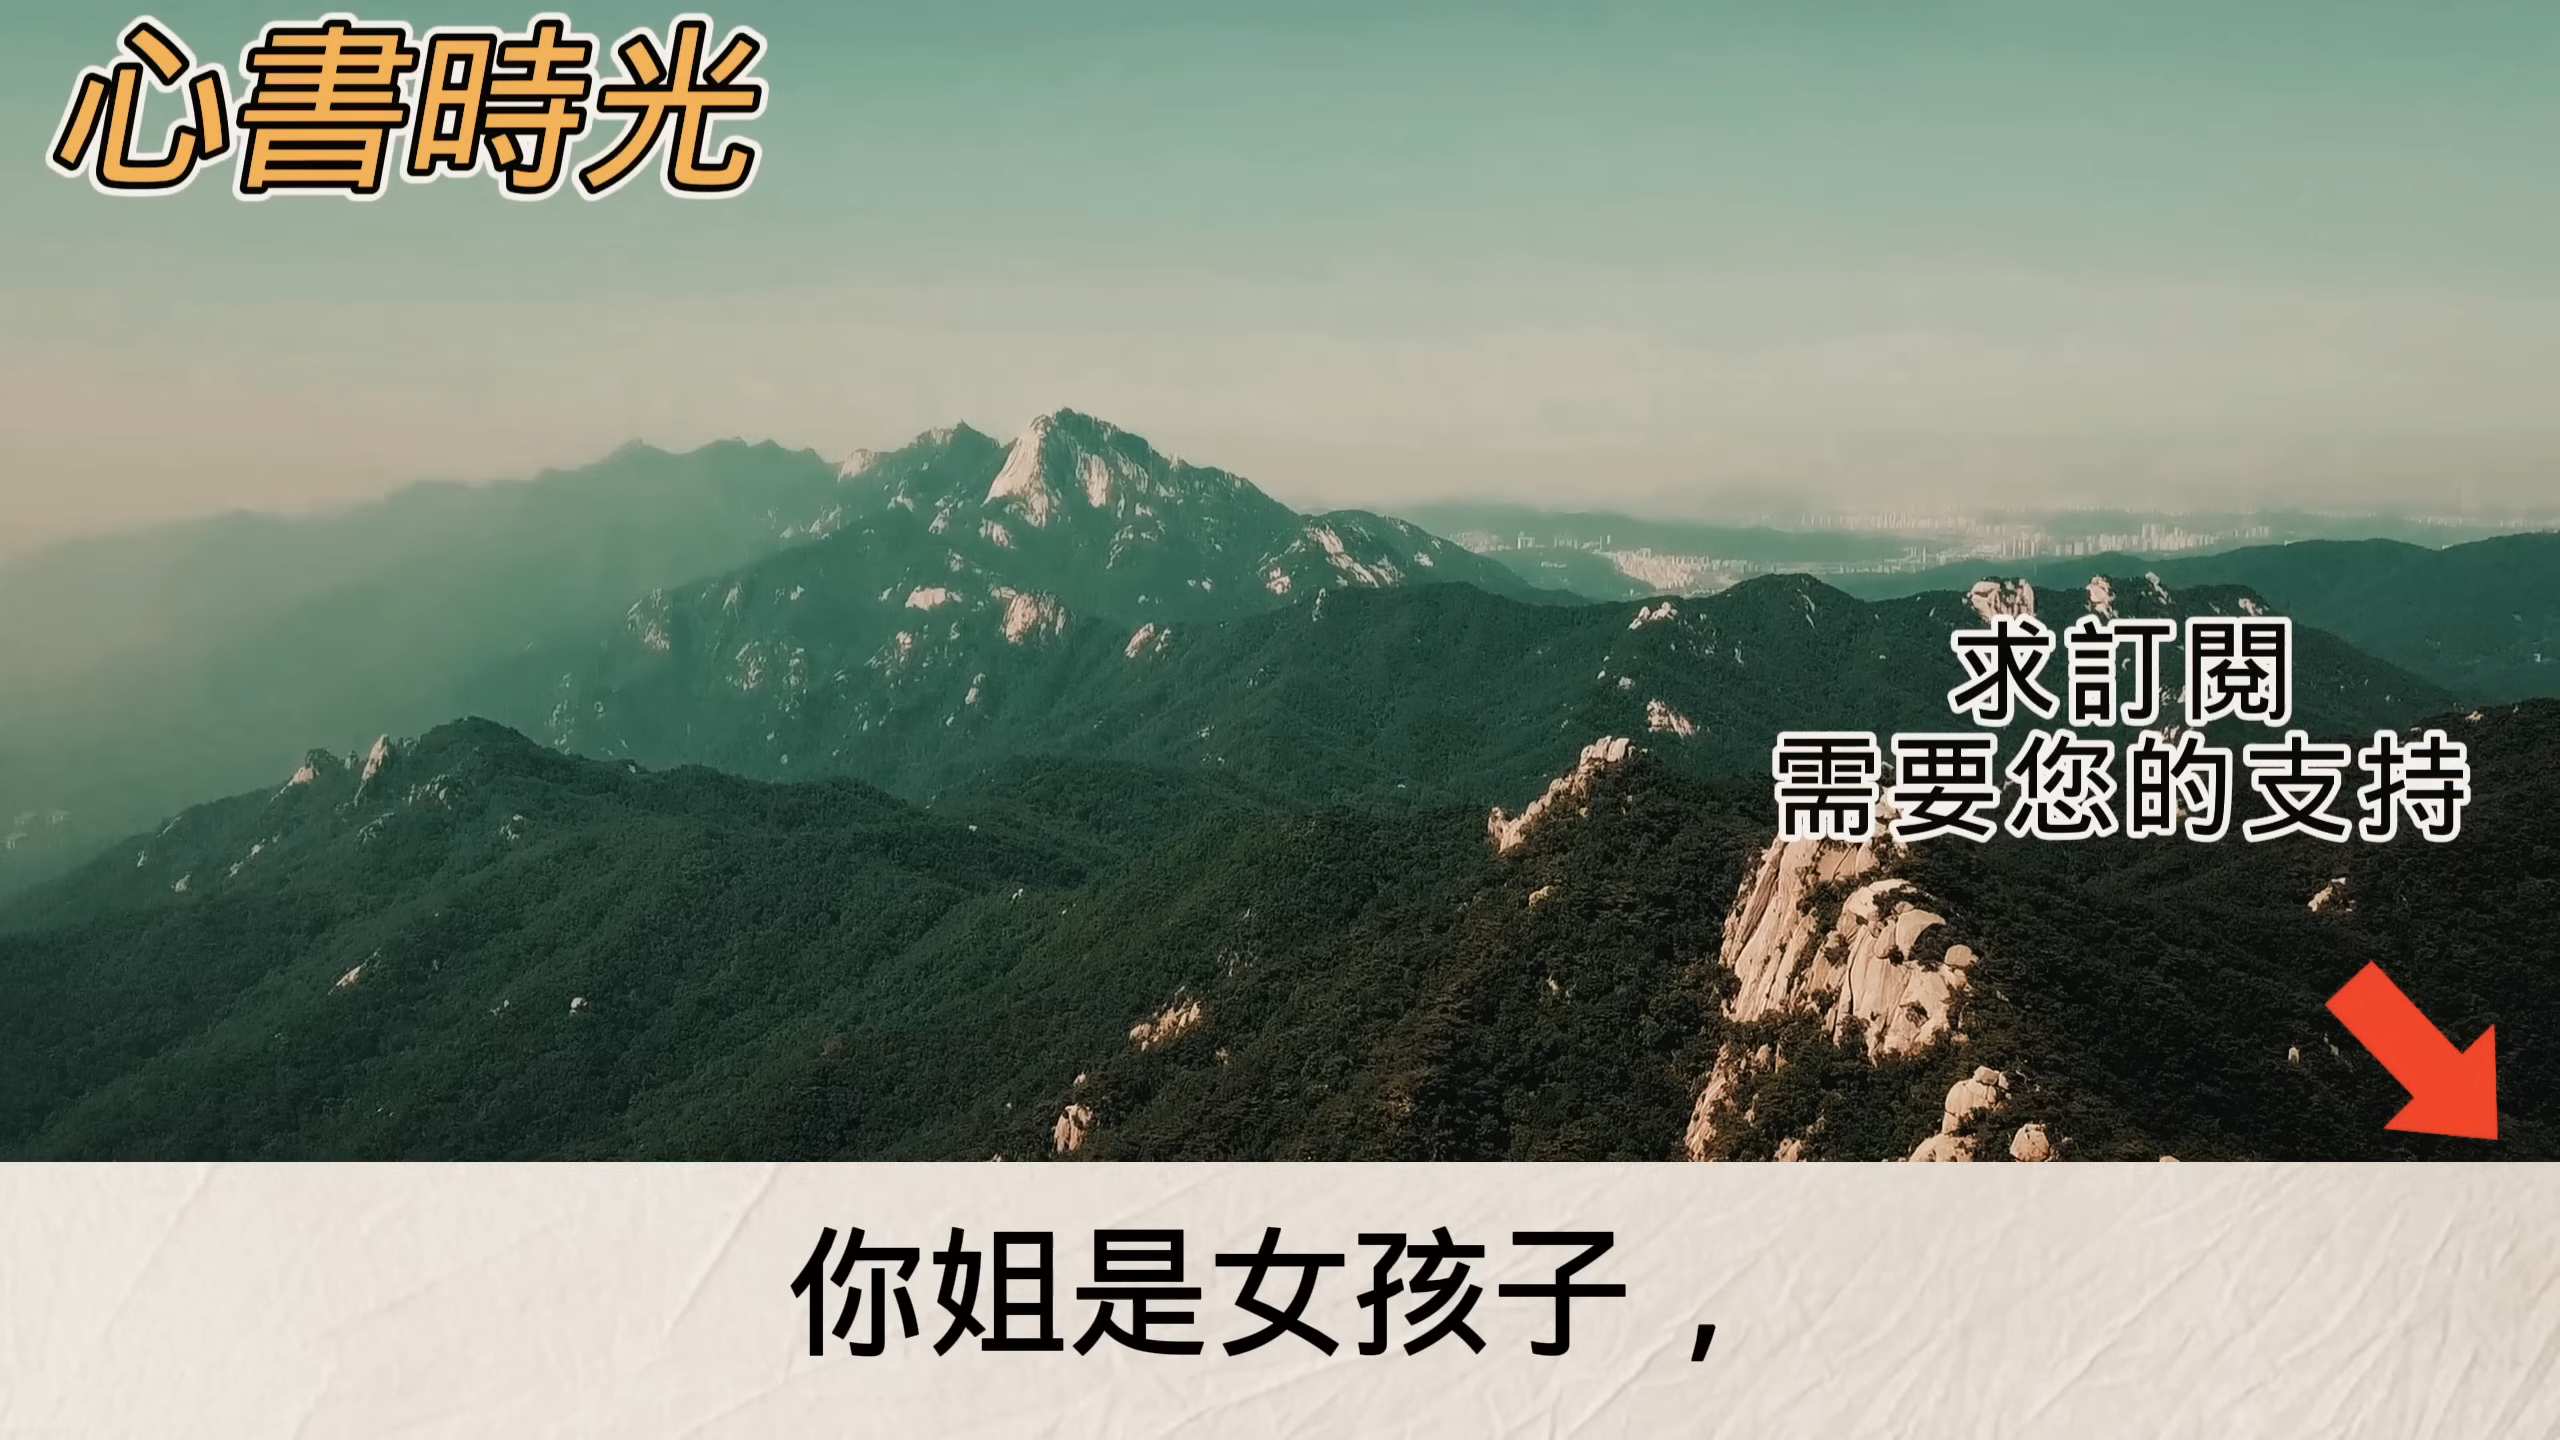 心書時光
求訂閱
需要您的支持
你姐是女孩子，